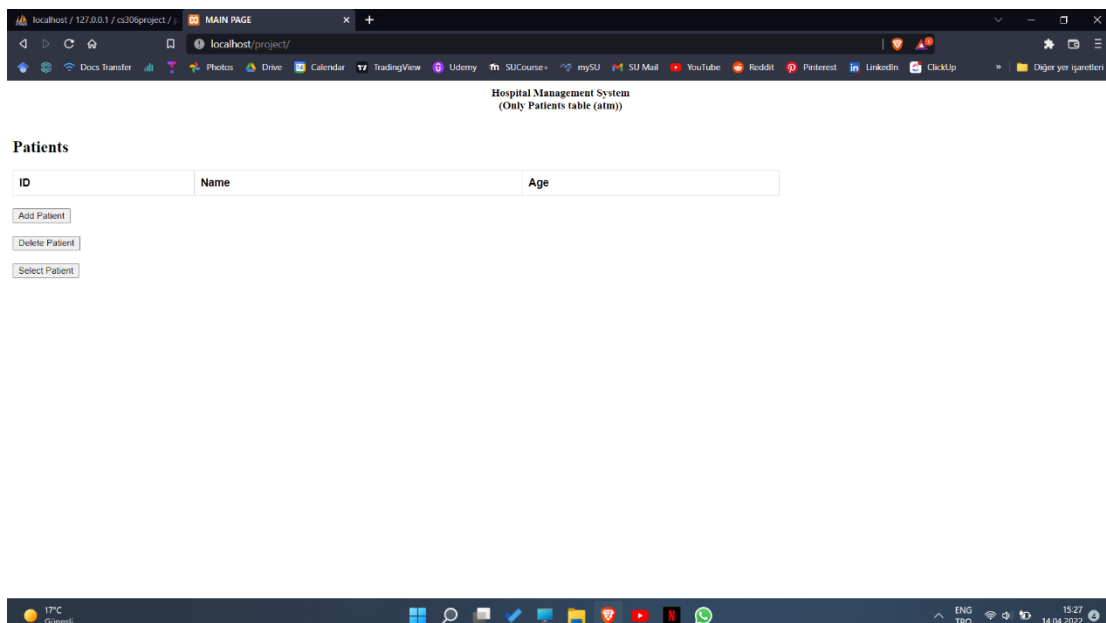 localhost / 127.0.0.1 / cs306project / p
MAIN PAGE
localhost/project/
Docs Transfer
Photos
Drive
Calendar
TradingView
Udemy
SUCourse+
mySU
SU Mail
YouTube
Reddit
Pinterest
LinkedIn
ClickUp
»
Diğer yer işaretleri
Hospital Management System
(Only Patients table (atm))
Patients
ID Name Age
Add Patient
Delete Patient
Select Patient
17°C
Güneşli
ENG
TRQ
15:27
14.04.2022